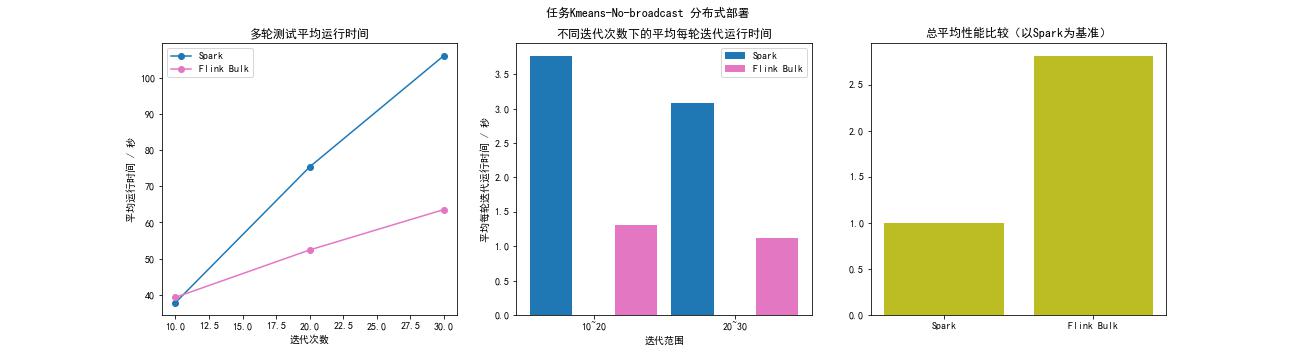 任务Kmeans-No-broadcast 分布式部署
多轮测试平均运行时间
Spark
Flink Bulk
100
90
80
70
60
50
40
平均运行时间 / 秒
10.0 12.5 15.0 17.5 20.0 22.5 25.0 27.5 30.0
迭代次数
不同迭代次数下的平均每轮迭代运行时间
Spark
Flink Bulk
3.5
3.0
2.5
2.0
1.5
1.0
0.5
0.0
平均每轮迭代运行时间 / 秒
10~20 20~30
迭代范围
总平均性能比较（以Spark为基准）
2.5
2.0
1.5
1.0
0.5
0.0
Spark Flink Bulk